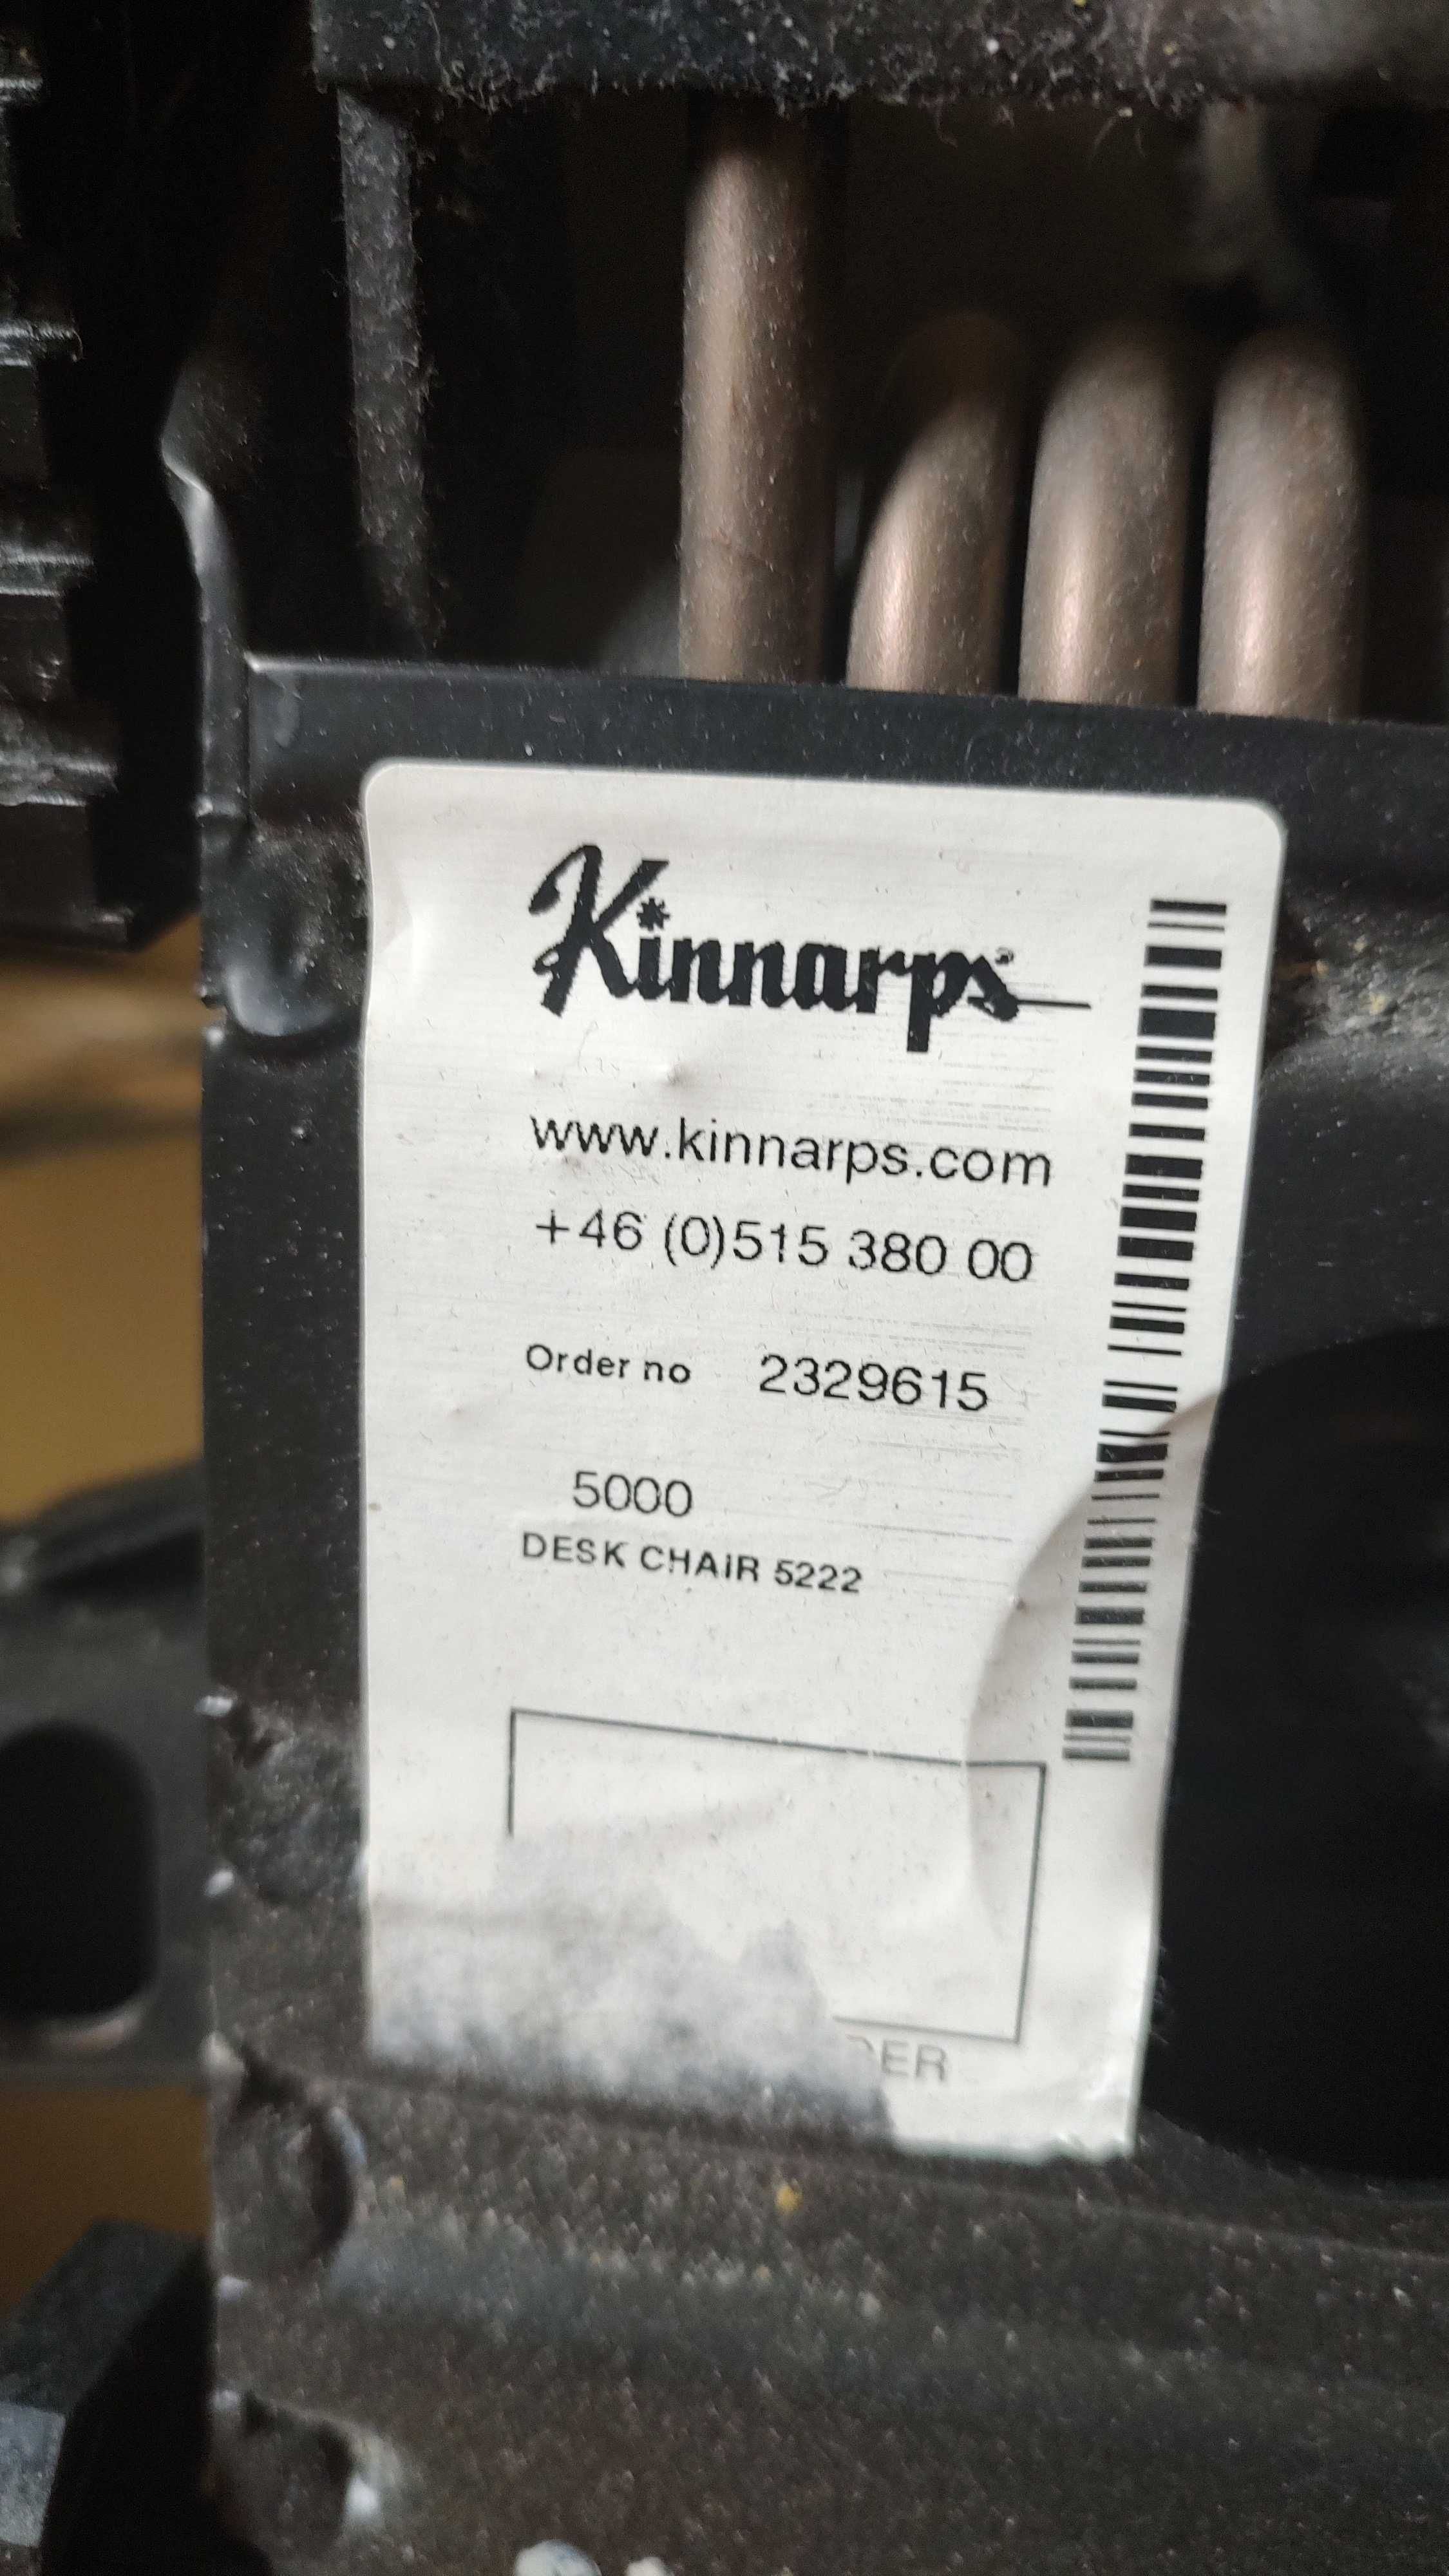 Kinnarps
www.kinnarps.com
+46 (0)515 380 00
Order no 2329615
5000
DESK CHAIR 5222